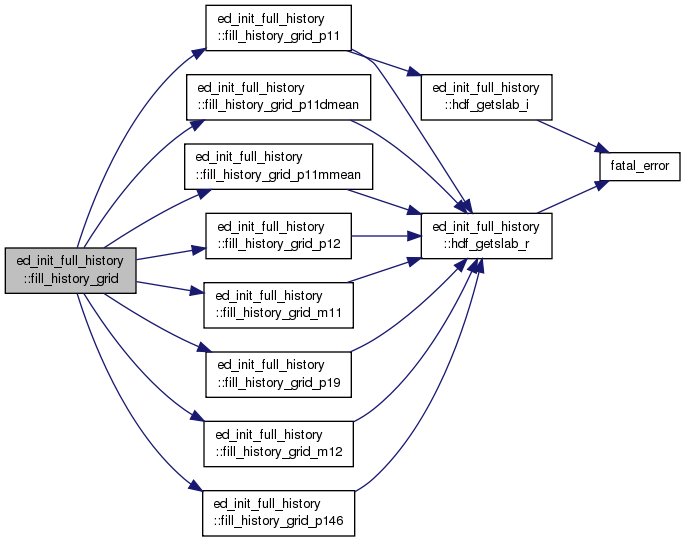 ed_init_full_history
::fill_history_grid
ed_init_full_history
::fill_history_grid_p11
ed_init_full_history
::fill_history_grid_p11dmean
ed_init_full_history
::fill_history_grid_p11mmean
ed_init_full_history
::fill_history_grid_p12
ed_init_full_history
::fill_history_grid_m11
ed_init_full_history
::fill_history_grid_p19
ed_init_full_history
::fill_history_grid_m12
ed_init_full_history
::fill_history_grid_p146
ed_init_full_history
::hdf_getslab_i
ed_init_full_history
::hdf_getslab_r
fatal_error